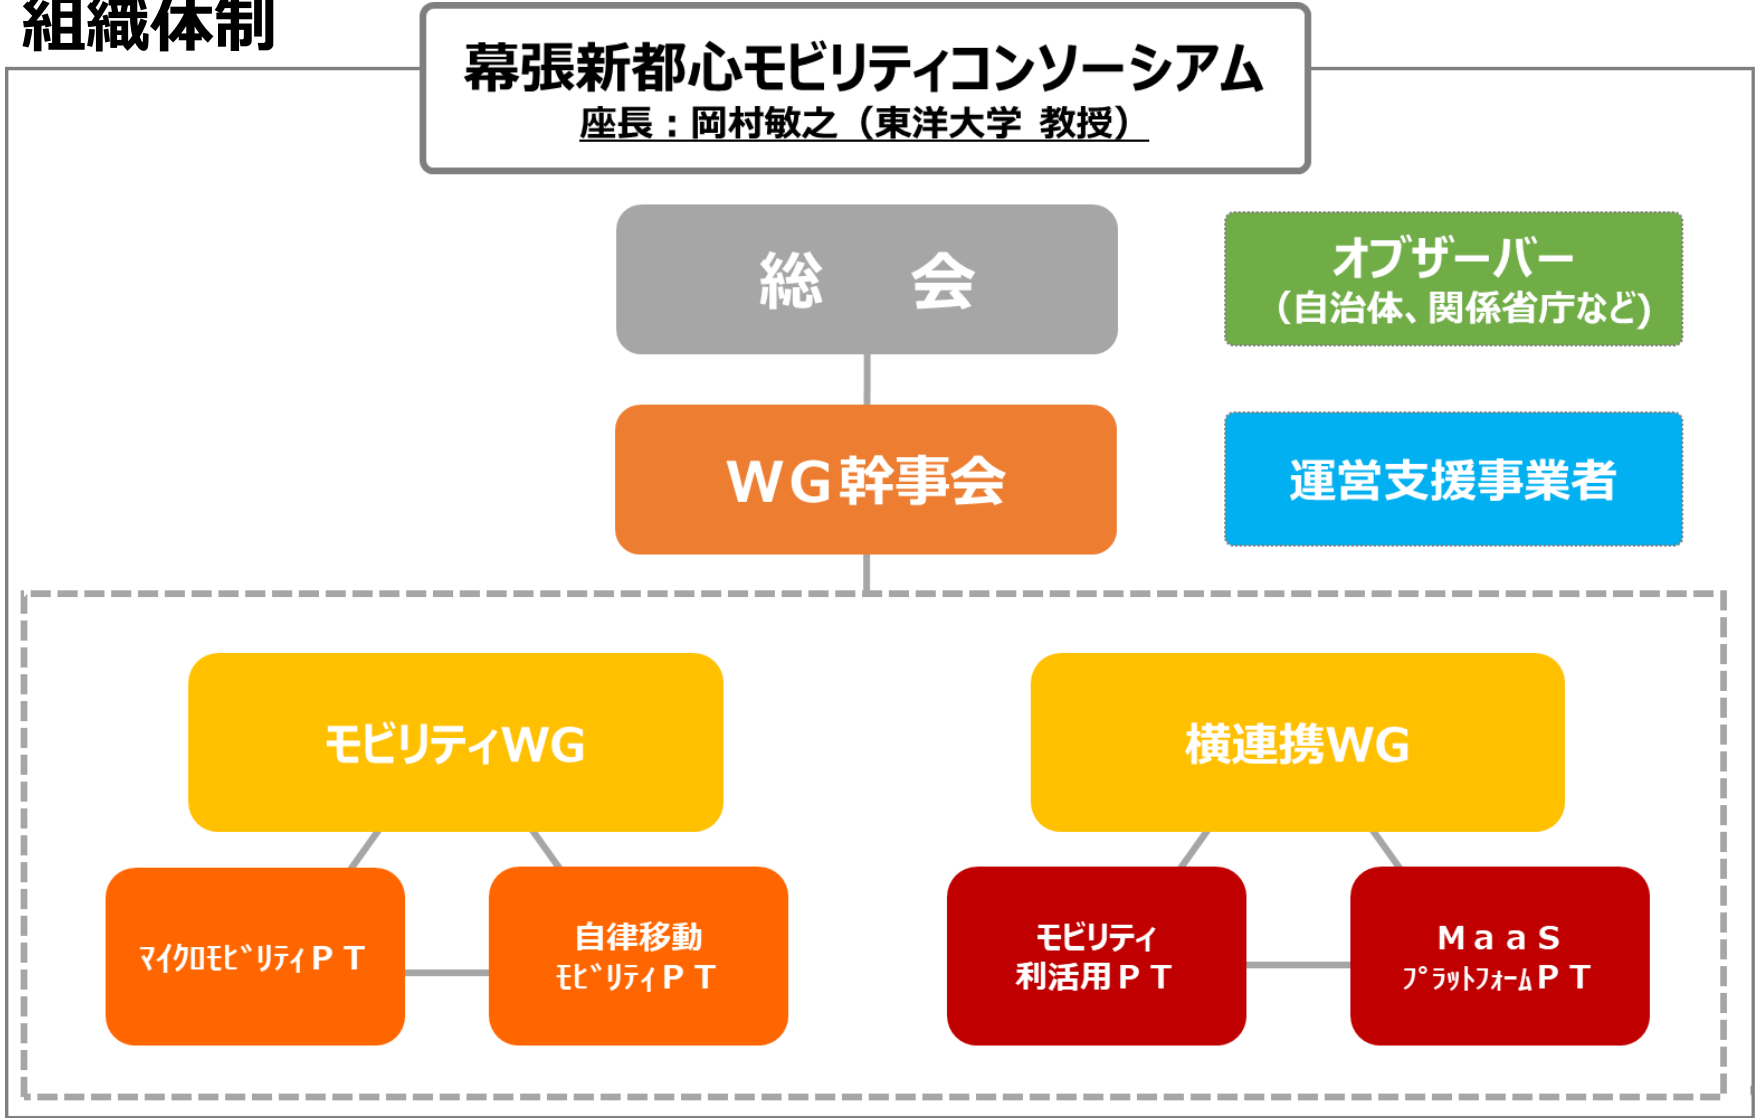 組織体制
幕張新都心モビリティコンソーシアム
座長：岡村敏之（東洋大学 教授）
総　会
オブザーバー
（自治体、関係省庁など)
ＷＧ幹事会
運営支援事業者
モビリティWG
横連携WG
ﾏｲｸﾛﾓﾋﾞﾘﾃｨＰＴ
自律移動
ﾓﾋﾞﾘﾃｨＰＴ
モビリティ
利活用ＰＴ
ＭａａＳ
ﾌﾟﾗｯﾄﾌｫｰﾑＰＴ